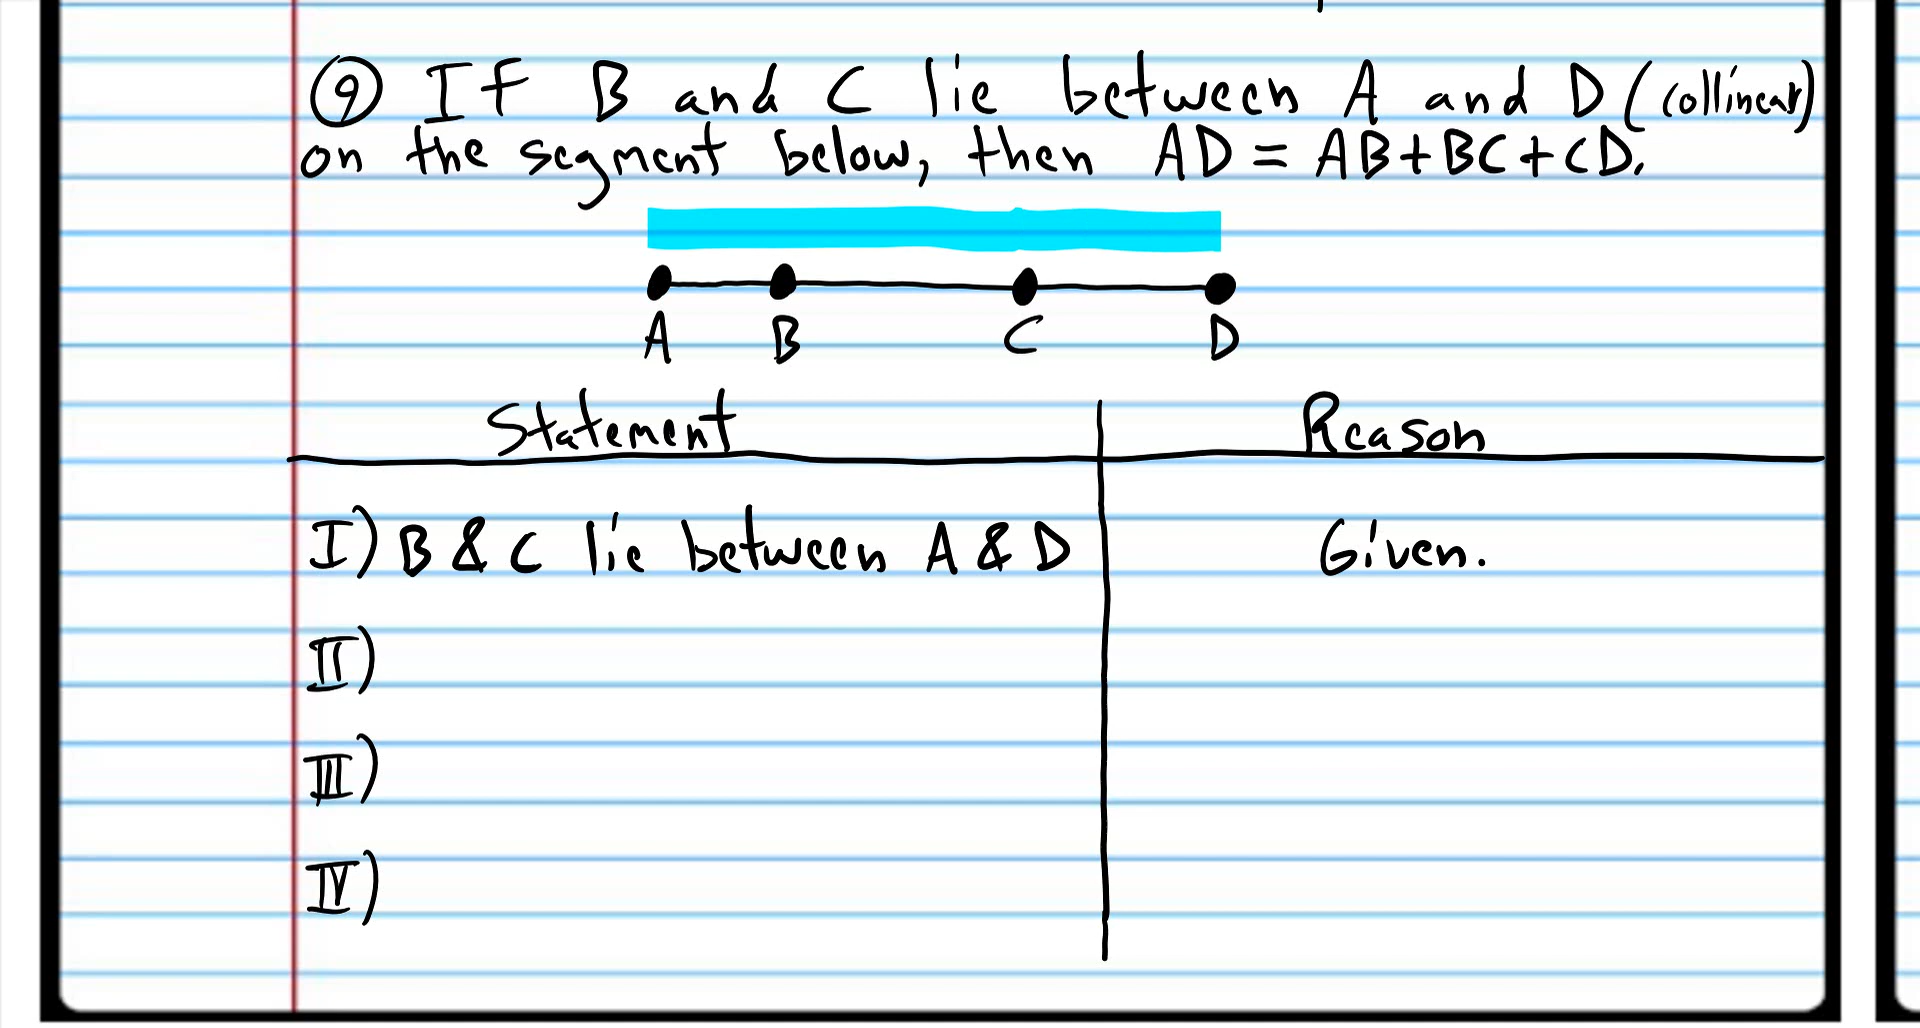 ⑨ If B and C lie between A and D (collinear)
on the segment below, then AD = AB+BC+CD.
A B C D
Statement Reason
I) B & C lie between A & D Given.
II)
III)
IV)